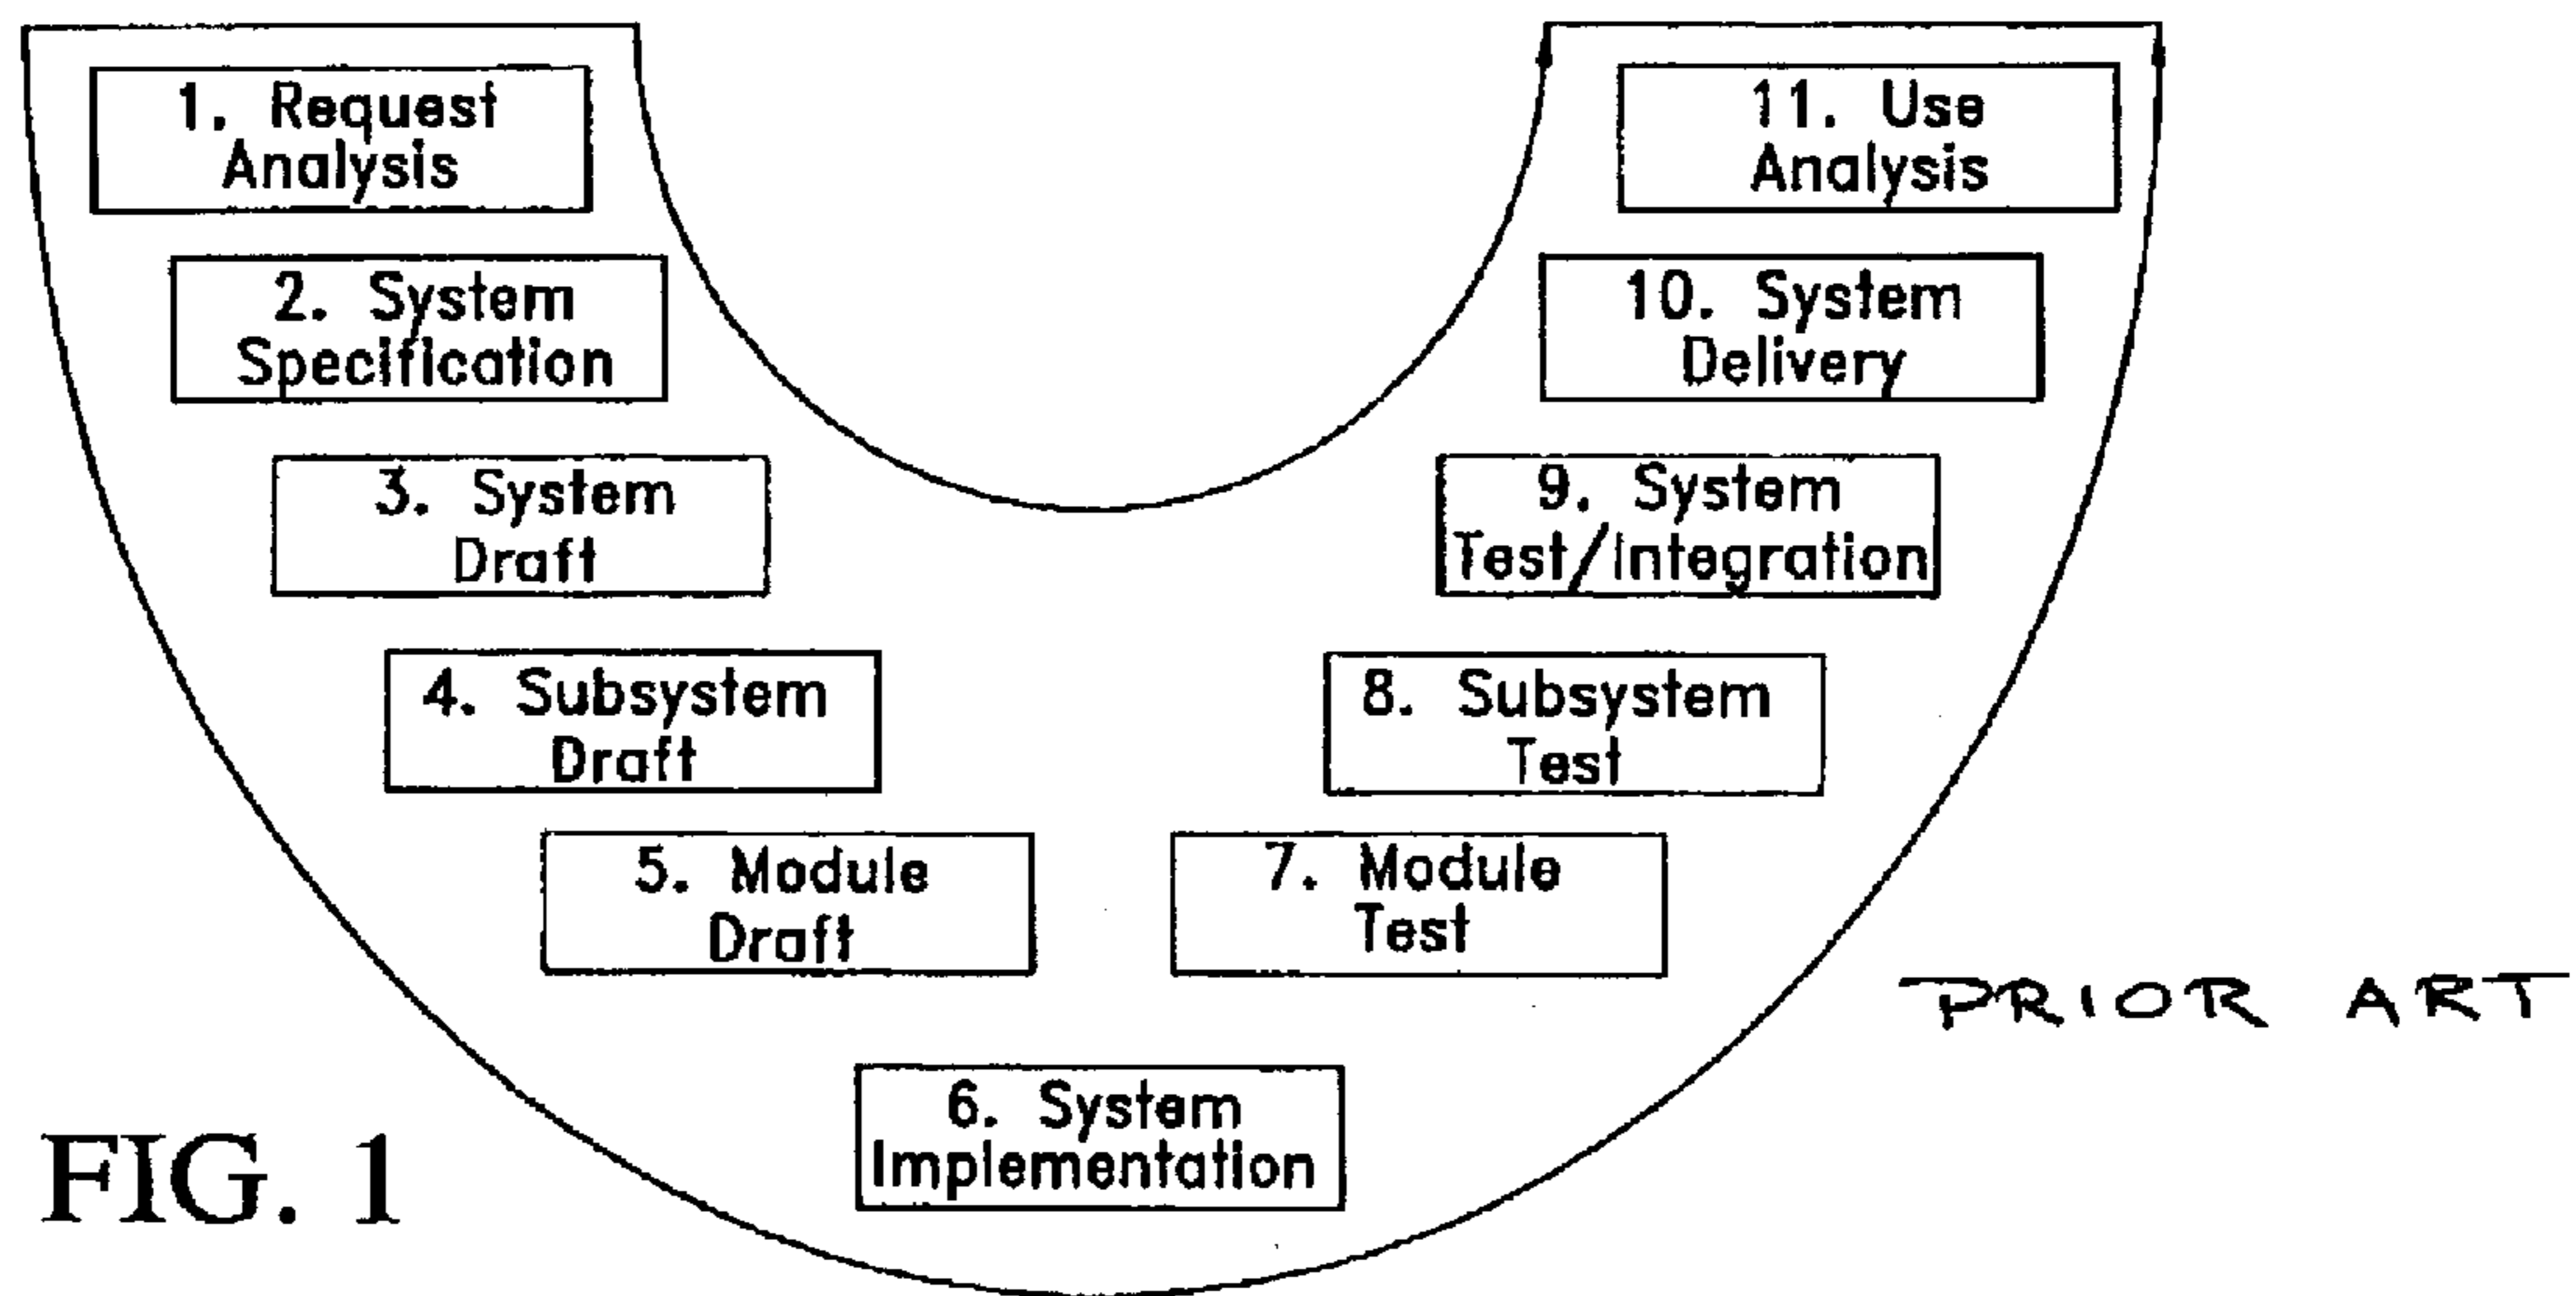 1. Request
Analysis
2. System
Specification
3. System
Draft
4. Subsystem
Draft
5. Module
Draft
6. System
Implementation
7. Module
Test
8. Subsystem
Test
9. System
Test/Integration
10. System
Delivery
11. Use
Analysis
PRIOR ART
FIG. 1